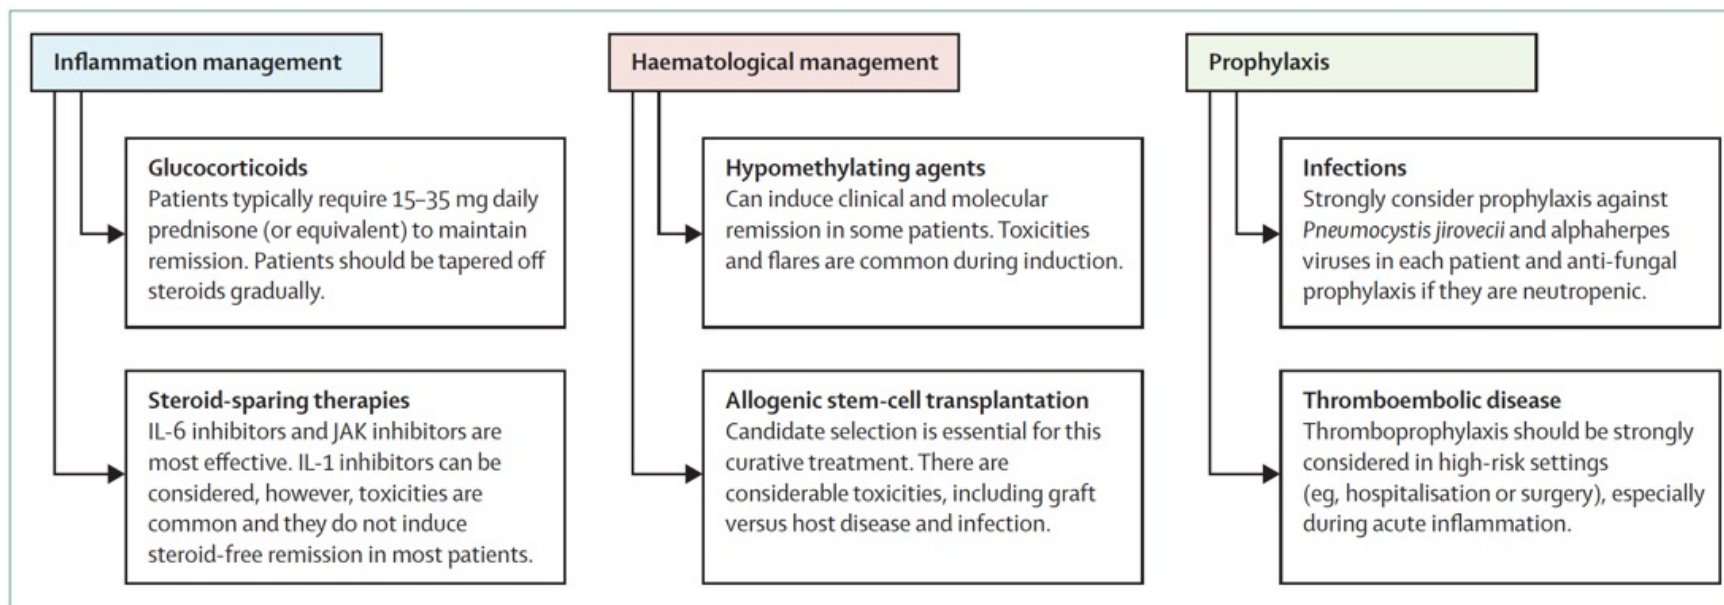 Inflammation management
Glucocorticoids
Patients typically require 15–35 mg daily
prednisone (or equivalent) to maintain
remission. Patients should be tapered off
steroids gradually.
Steroid-sparing therapies
IL-6 inhibitors and JAK inhibitors are
most effective. IL-1 inhibitors can be
considered, however, toxicities are
common and they do not induce
steroid-free remission in most patients.
Haematological management
Hypomethylating agents
Can induce clinical and molecular
remission in some patients. Toxicities
and flares are common during induction.
Allogenic stem-cell transplantation
Candidate selection is essential for this
curative treatment. There are
considerable toxicities, including graft
versus host disease and infection.
Prophylaxis
Infections
Strongly consider prophylaxis against
Pneumocystis jirovecii and alphaherpes
viruses in each patient and anti-fungal
prophylaxis if they are neutropenic.
Thromboembolic disease
Thromboprophylaxis should be strongly
considered in high-risk settings
(eg, hospitalisation or surgery), especially
during acute inflammation.